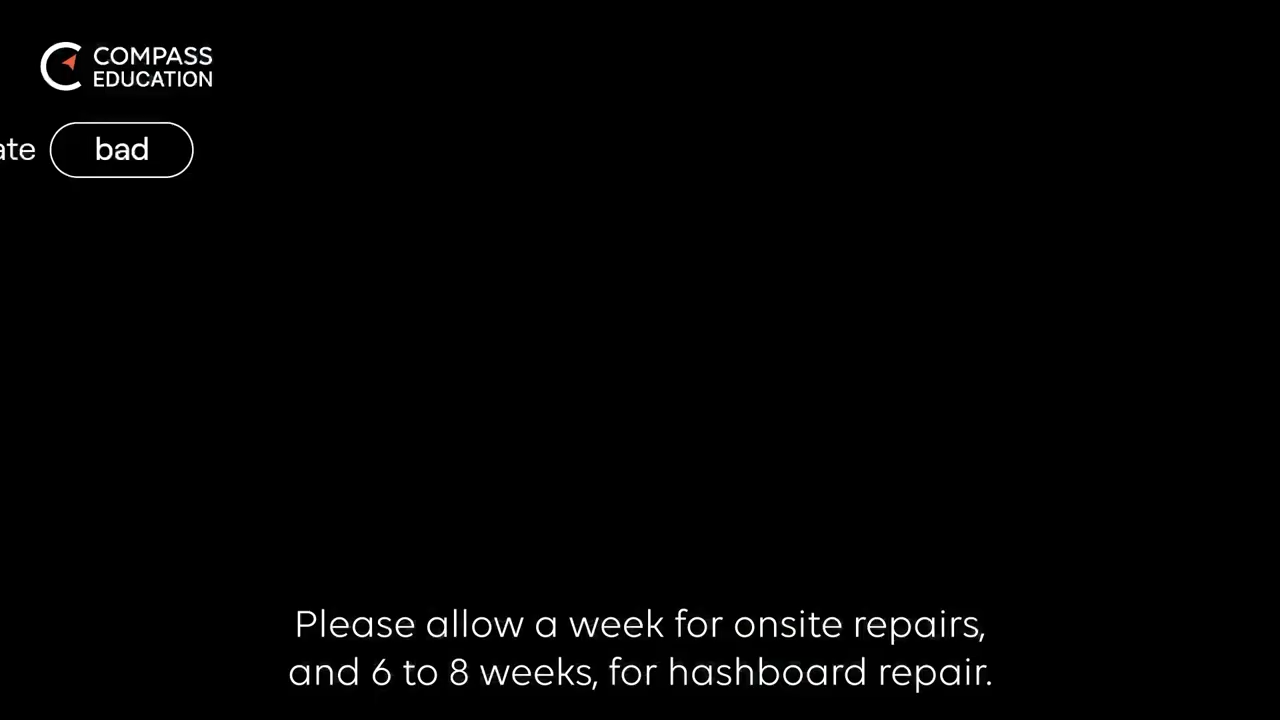 COMPASS
EDUCATION
bad
Please allow a week for onsite repairs,
and 6 to 8 weeks, for hashboard repair.